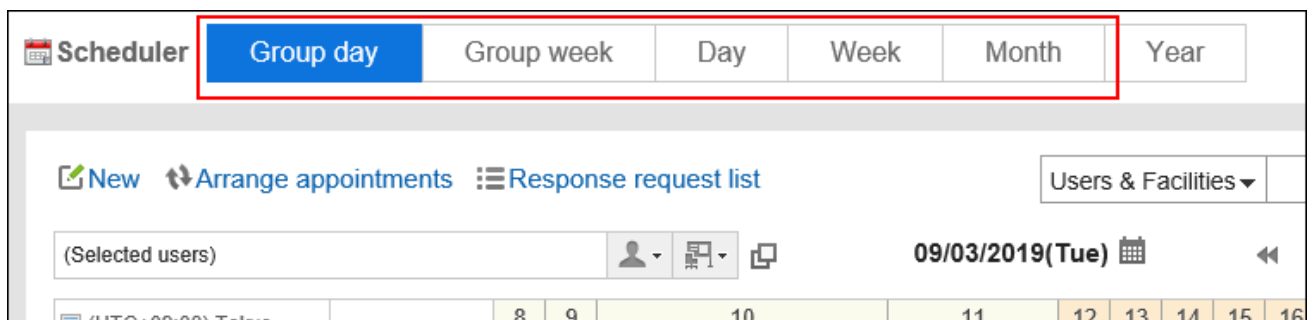 Scheduler Group day Group week Day Week Month Year
New Arrange appointments Response request list Users & Facilities
(Selected users) 09/03/2019(Tue)
8 9 10 11 12 13 14 15 16